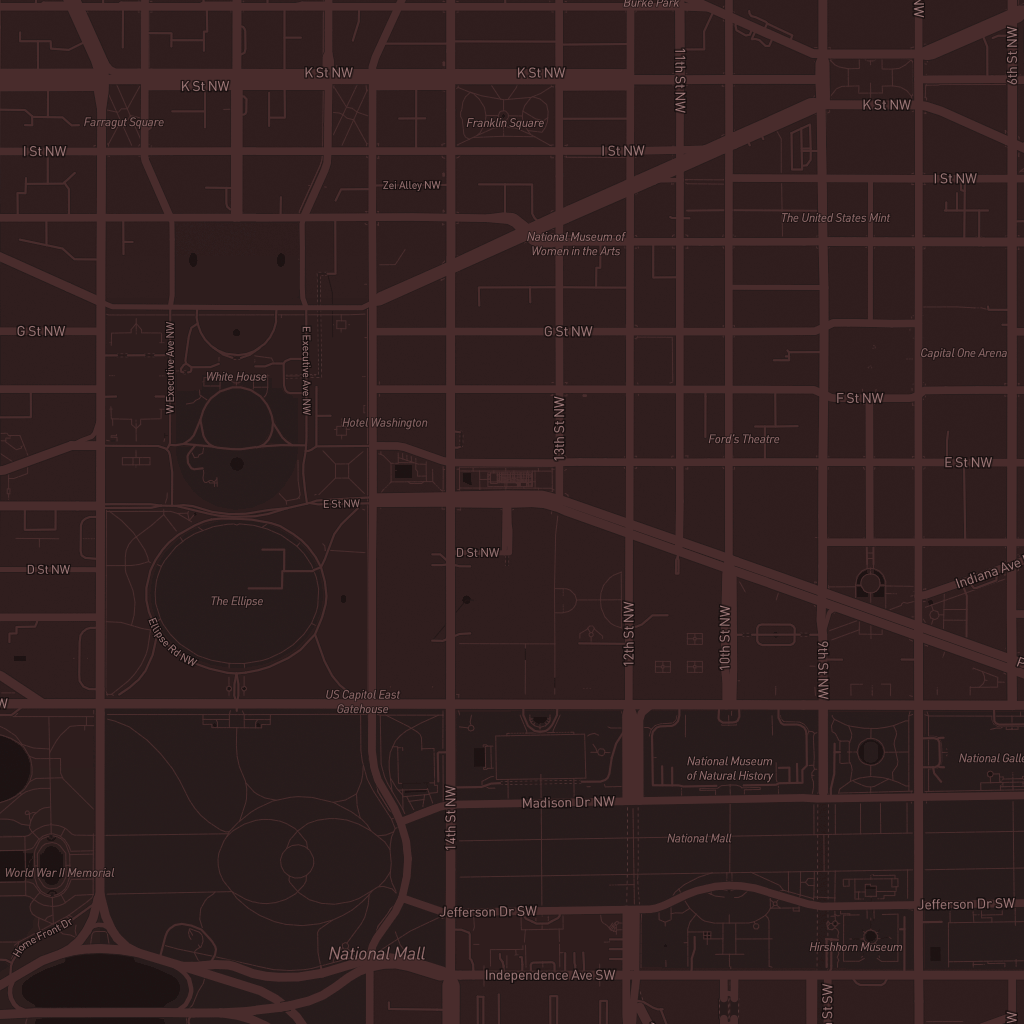 Burke Park
K St NW
K St NW
K St NW
11th St NW
6th St NW
NW
K St NW
Farragut Square
Franklin Square
I St NW
I St NW
Zei Alley NW
I St NW
The United States Mint
National Museum of
Women in the Arts
G St NW
G St NW
W Executive Ave NW
E Executive Ave NW
Capital One Arena
White House
F St NW
Hotel Washington
13th St NW
Ford's Theatre
E St NW
E St NW
D St NW
D St NW
Indiana Ave
The Ellipse
Ellipse Rd NW
12th St NW
10th St NW
9th St NW
US Capitol East
Gatehouse
W
National Museum
of Natural History
National Galle
14th St NW
Madison Dr NW
National Mall
World War II Memorial
Jefferson Dr SW
Jefferson Dr SW
Home Front Dr
National Mall
Hirshhorn Museum
Independence Ave SW
h St SW
W